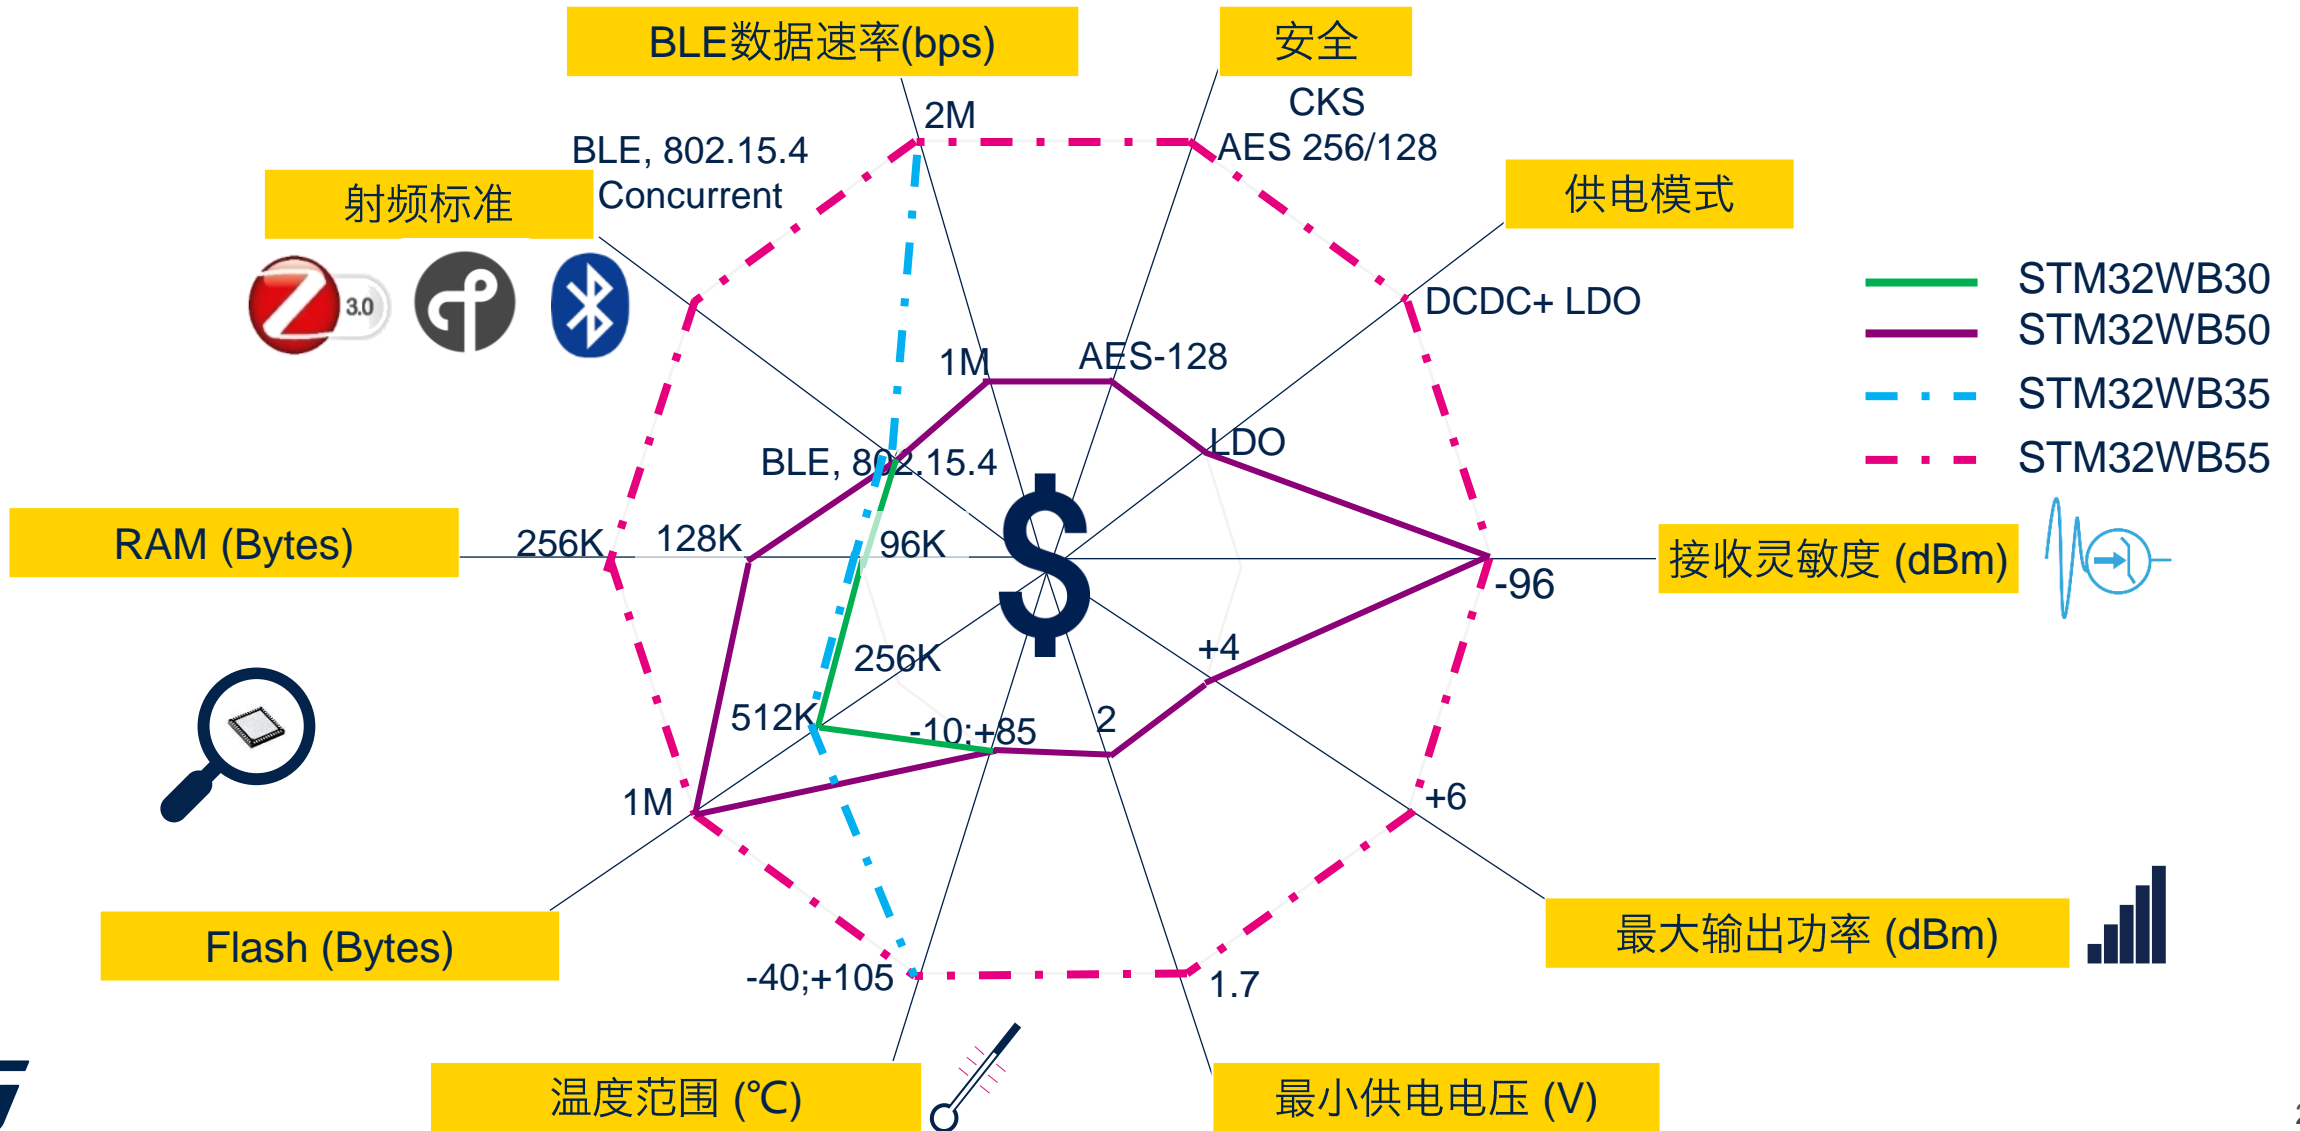 BLE数据速率(bps)
安全
CKS
AES 256/128
2M
BLE, 802.15.4
Concurrent
射频标准
3.0
供电模式
DCDC+ LDO
STM32WB30
STM32WB50
STM32WB35
STM32WB55
1M
AES-128
LDO
BLE, 802.15.4
RAM (Bytes)
256K
128K
96K
$
接收灵敏度 (dBm)
-96
256K
+4
512K
-10;+85
2
1M
+6
Flash (Bytes)
最大输出功率 (dBm)
-40;+105
1.7
温度范围 (℃)
最小供电电压 (V)